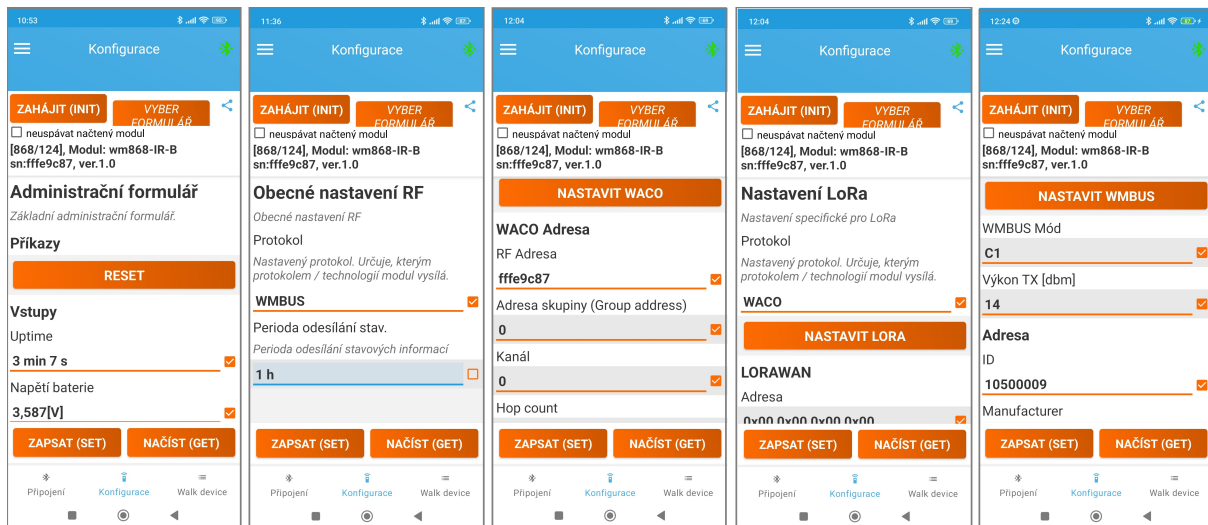 10:53
Konfigurace
ZAHÁJIT (INIT)
VYBER
FORMULÁŘ
neuspávat načtený modul
[868/124], Modul: wm868-IR-B
sn:fffe9c87, ver.1.0
Administrační formulář
Základní administrační formulář.
Příkazy
RESET
Vstupy
Uptime
3 min 7 s
Napětí baterie
3,587[V]
ZAPSAT (SET)
NAČÍST (GET)
Připojení
Konfigurace
Walk device
11:36
Konfigurace
ZAHÁJIT (INIT)
VYBER
FORMULÁŘ
neuspávat načtený modul
[868/124], Modul: wm868-IR-B
sn:fffe9c87, ver.1.0
Obecné nastavení RF
Obecné nastavení RF
Protokol
Nastavený protokol. Určuje, kterým
protokolem / technologií modul vysílá.
WMBUS
Perioda odesílání stav.
Perioda odesílání stavových informací
1 h
ZAPSAT (SET)
NAČÍST (GET)
Připojení
Konfigurace
Walk device
12:04
Konfigurace
ZAHÁJIT (INIT)
VYBER
FORMULÁŘ
neuspávat načtený modul
[868/124], Modul: wm868-IR-B
sn:fffe9c87, ver.1.0
NASTAVIT WACO
WACO Adresa
RF Adresa
fffe9c87
Adresa skupiny (Group address)
0
Kanál
0
Hop count
ZAPSAT (SET)
NAČÍST (GET)
Připojení
Konfigurace
Walk device
12:04
Konfigurace
ZAHÁJIT (INIT)
VYBER
FORMULÁŘ
neuspávat načtený modul
[868/124], Modul: wm868-IR-B
sn:fffe9c87, ver.1.0
Nastavení LoRa
Nastavení specifické pro LoRa
Protokol
Nastavený protokol. Určuje, kterým
protokolem / technologií modul vysílá.
WACO
NASTAVIT LORA
LORAWAN
Adresa
0x00 0x00 0x00 0x00
ZAPSAT (SET)
NAČÍST (GET)
Připojení
Konfigurace
Walk device
12:24
Konfigurace
ZAHÁJIT (INIT)
VYBER
FORMULÁŘ
neuspávat načtený modul
[868/124], Modul: wm868-IR-B
sn:fffe9c87, ver.1.0
NASTAVIT WMBUS
WMBUS Mód
C1
Výkon TX [dbm]
14
Adresa
ID
10500009
Manufacturer
ZAPSAT (SET)
NAČÍST (GET)
Připojení
Konfigurace
Walk device